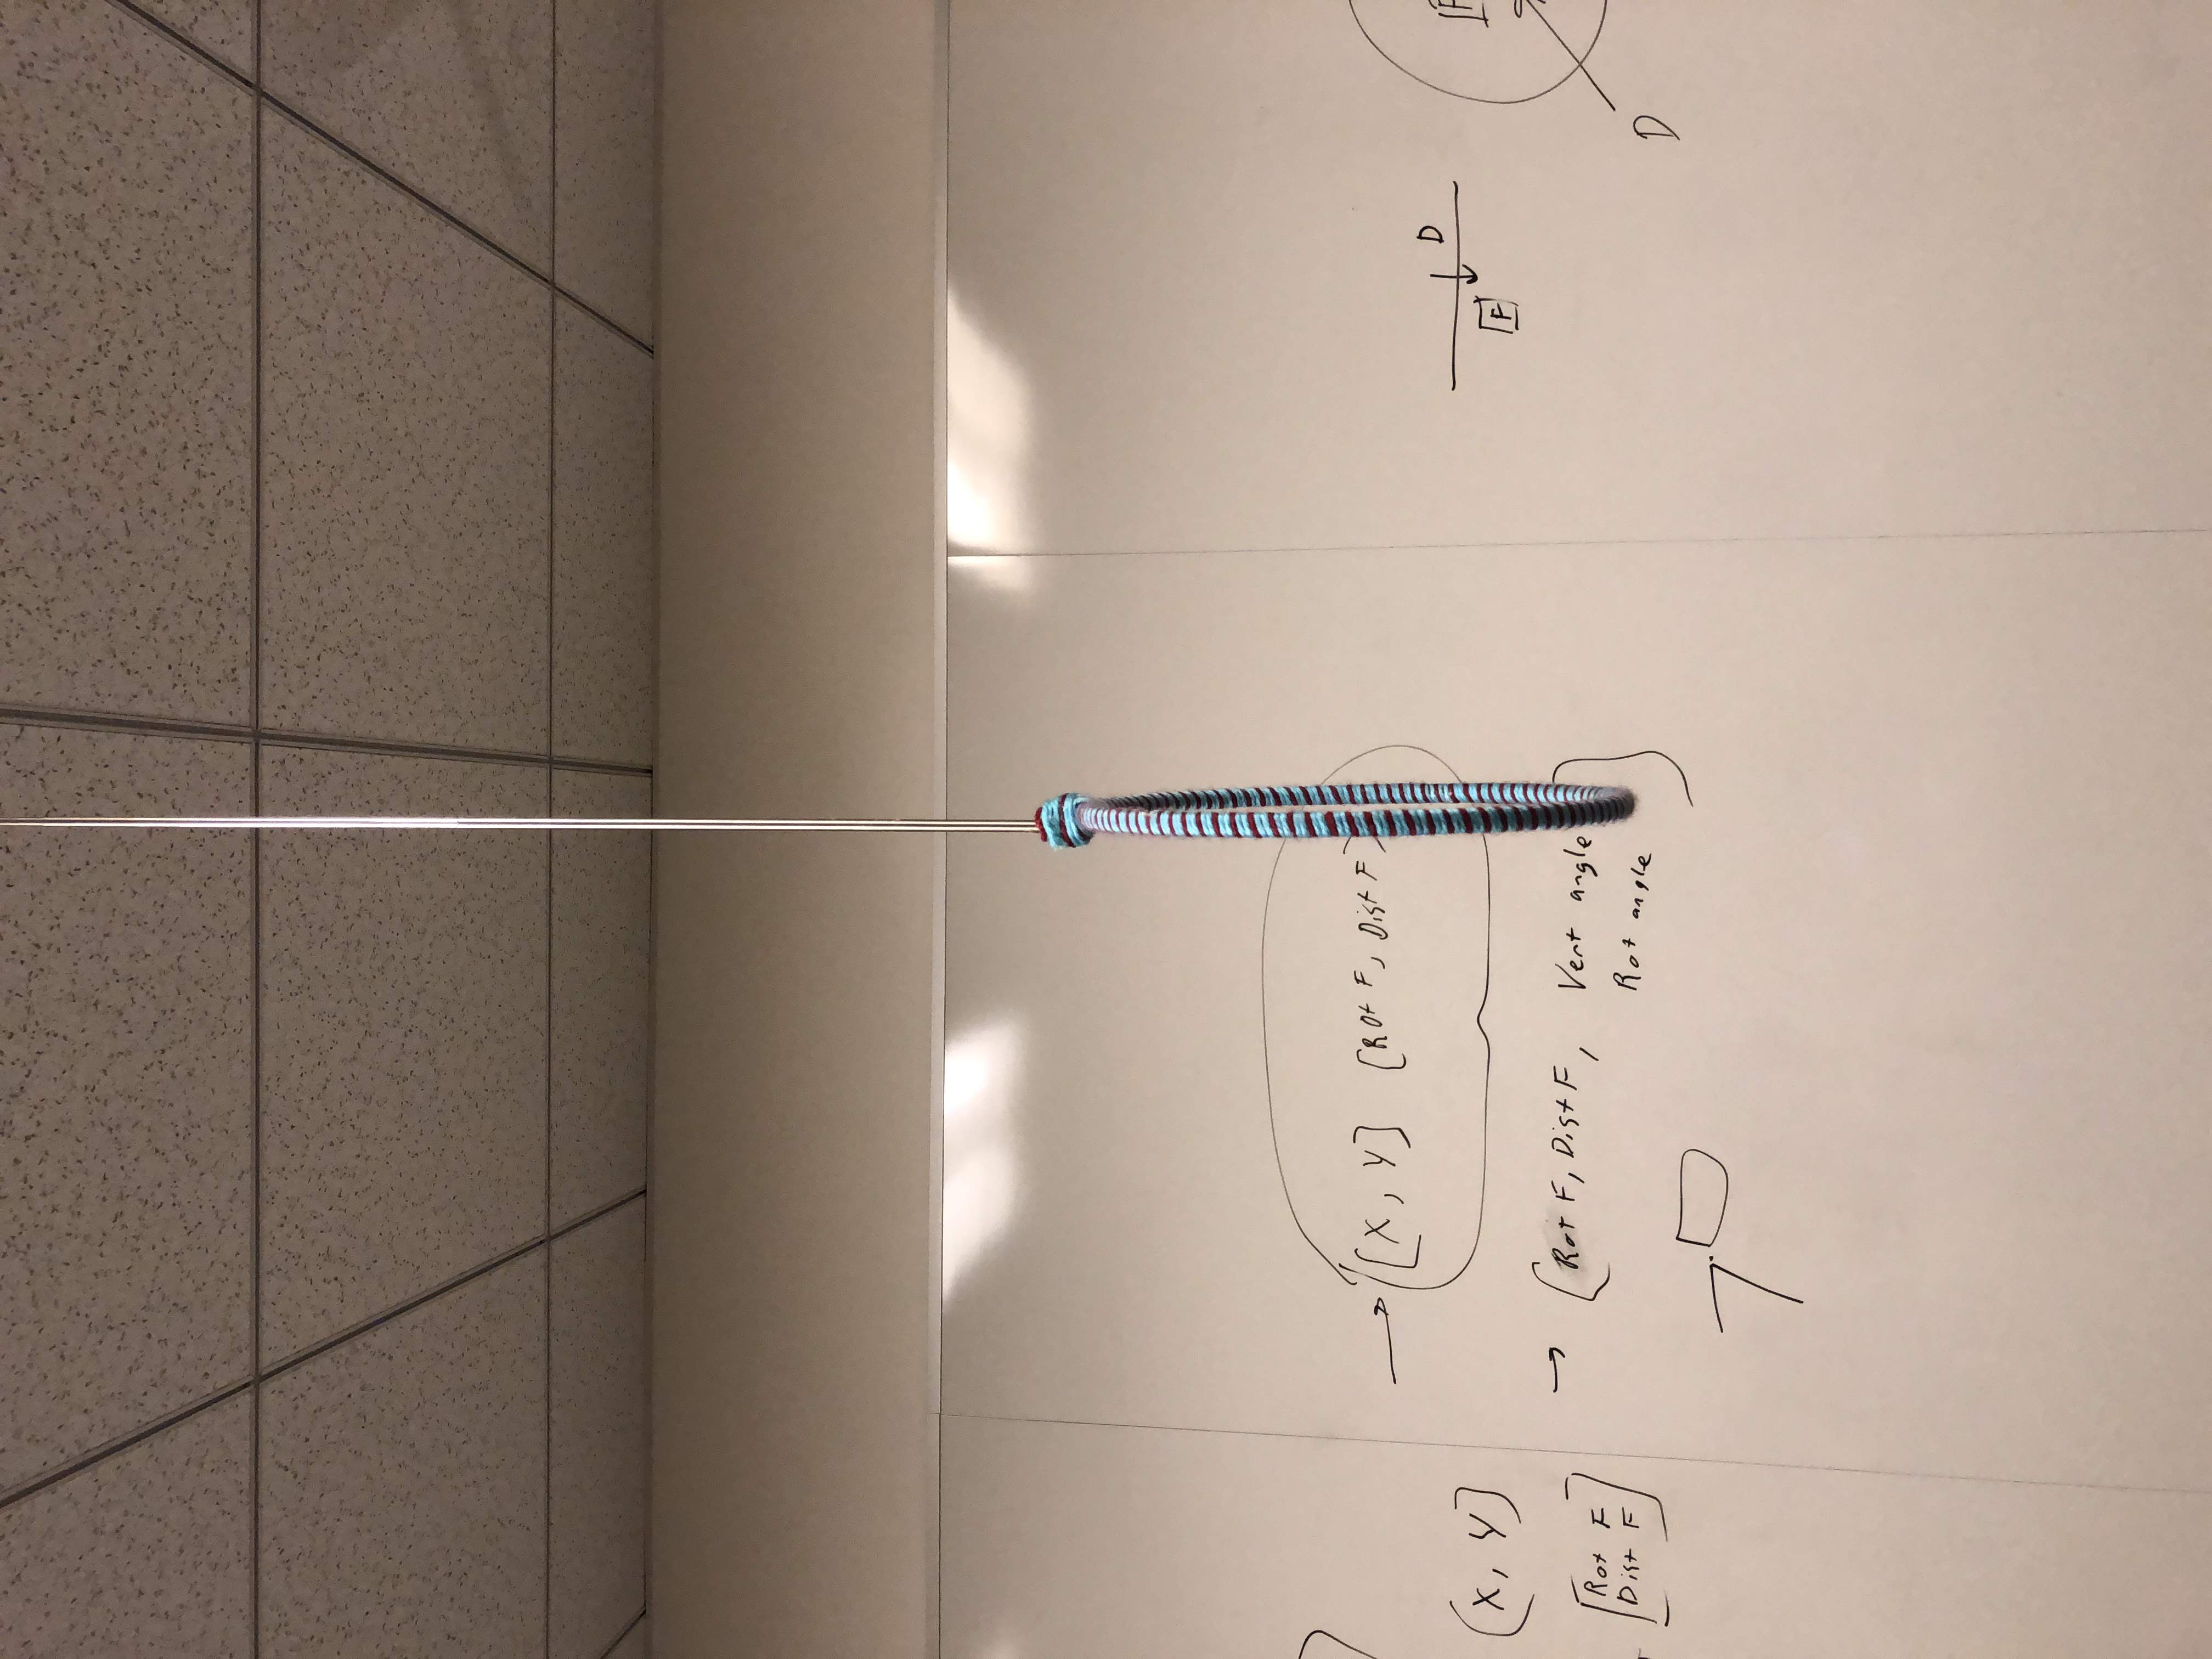 [X, Y] [Rot F, Dist F]
[X, Y]
[Rot F, Dist F, Vert angle
Rot angle
[Rot F
Dist F]
D
[F]
D